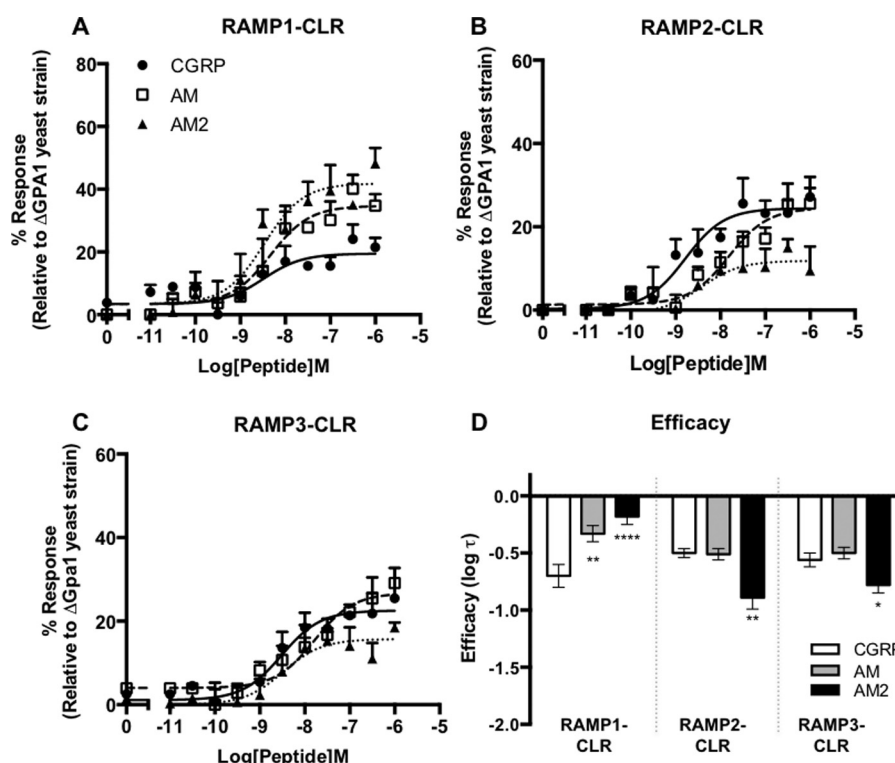 A
RAMP1-CLR
CGRP
AM
AM2
% Response
(Relative to ΔGPA1 yeast strain)
80
60
40
20
0
0 -11 -10 -9 -8 -7 -6 -5
Log[Peptide]M
B
RAMP2-CLR
% Response
(Relative to ΔGPA1 yeast strain)
60
40
20
0
0 -11 -10 -9 -8 -7 -6 -5
Log[Peptide]M
C
RAMP3-CLR
% Response
(Relative to ΔGpa1 yeast strain)
60
40
20
0
0 -11 -10 -9 -8 -7 -6 -5
Log[Peptide]M
D
Efficacy
Efficacy (log τ)
0.0
-0.5
-1.0
-1.5
-2.0
**
****
**
*
CGRP
AM
AM2
RAMP1-
CLR
RAMP2-
CLR
RAMP3-
CLR